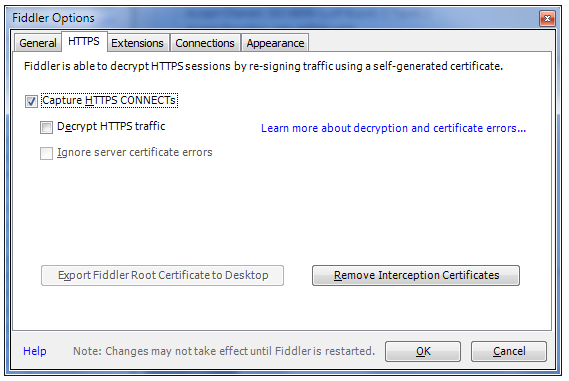 Fiddler Options
General HTTPS Extensions Connections Appearance
Fiddler is able to decrypt HTTPS sessions by re-signing traffic using a self-generated certificate.
Capture HTTPS CONNECTs
Decrypt HTTPS traffic Learn more about decryption and certificate errors...
Ignore server certificate errors
Export Fiddler Root Certificate to Desktop Remove Interception Certificates
Help Note: Changes may not take effect until Fiddler is restarted. OK Cancel